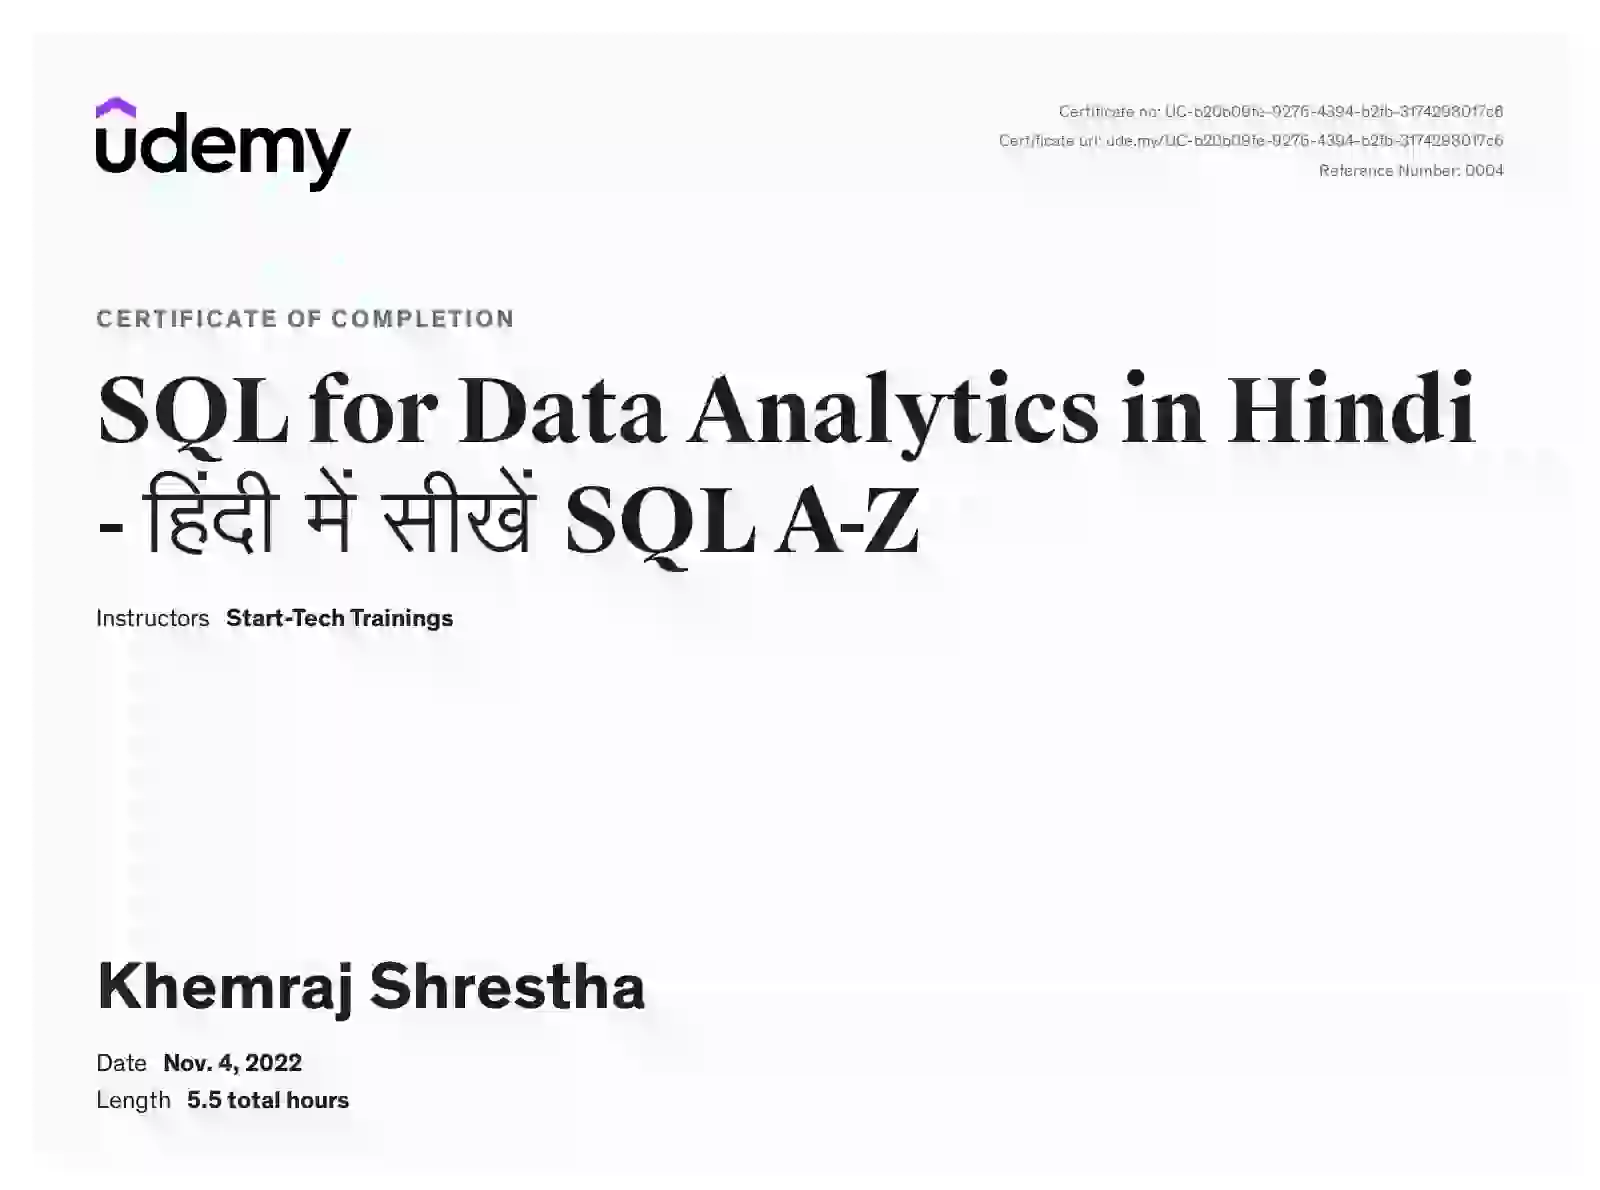 udemy
Certificate no: UC-b20b09fe-9276-4394-b2fb-3174298017c6
Certificate url: ude.my/UC-b20b09fe-9276-4394-b2fb-3174298017c6
Reference Number: 0004
CERTIFICATE OF COMPLETION
SQL for Data Analytics in Hindi
- हिंदी में सीखें SQL A-Z
Instructors Start-Tech Trainings
Khemraj Shrestha
Date Nov. 4, 2022
Length 5.5 total hours